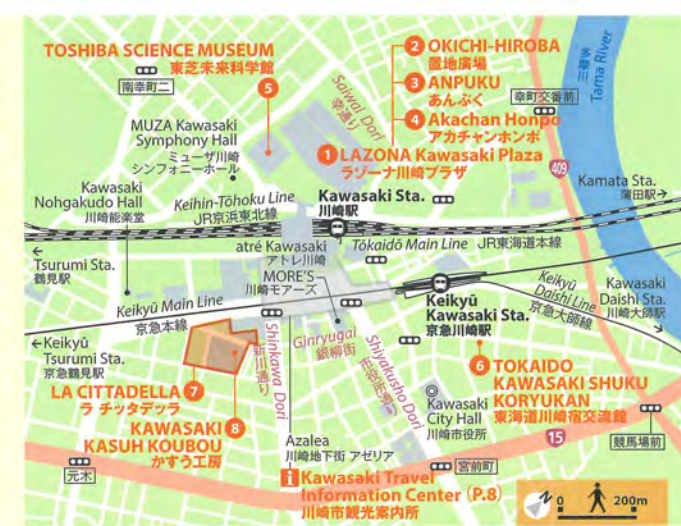 TOSHIBA SCIENCE MUSEUM
東芝未来科学館
5
南幸町二
2 OKICHI-HIROBA
置地廣場
3 ANPUKU
あんぷく
4 Akachan Honpo
アカチャンホンポ
1 LAZONA Kawasaki Plaza
ラゾーナ川崎プラザ
Saiwai Dori
幸通り
幸町交番前
多摩川
Tama River
409
MUZA Kawasaki
Symphony Hall
ミューザ川崎
シンフォニーホール
Kawasaki
Nohgakudo Hall
川崎能楽堂
Keihin-Tōhoku Line
JR京浜東北線
Kawasaki Sta.
川崎駅
Kamata Sta.
蒲田駅→
atré Kawasaki
アトレ川崎
Tōkaidō Main Line JR東海道本線
←
Tsurumi Sta.
鶴見駅
MORE'S
川崎モアーズ
Keikyū Main Line
京急本線
Keikyū
Kawasaki Sta.
京急川崎駅
Keikyū
Daishi Line
京急大師線
Kawasaki
Daishi Sta.
川崎大師駅
→
←Keikyū
Tsurumi Sta.
京急鶴見駅
Shinkawa Dori
新川通り
Ginryugai
銀柳街
Shiyakusho Dori
市役所通り
6 TOKAIDO
KAWASAKI SHUKU
KORYUKAN
東海道川崎宿交流館
LA CITTADELLA 7
ラ チッタデッラ
KAWASAKI 8
KASUH KOUBOU
かすう工房
Kawasaki
City Hall
川崎市役所
15
競馬場前
元木
Azalea
川崎地下街 アゼリア
宮前町
i Kawasaki Travel
Information Center (P.8)
川崎市観光案内所
N 0 200m